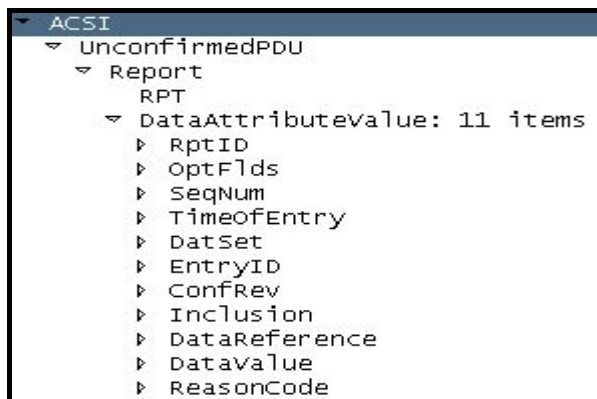 ACSI
UnconfirmedPDU
Report
RPT
DataAttributeValue: 11 items
RptID
OptFlds
SeqNum
TimeOfEntry
DatSet
EntryID
ConfRev
Inclusion
DataReference
DataValue
ReasonCode